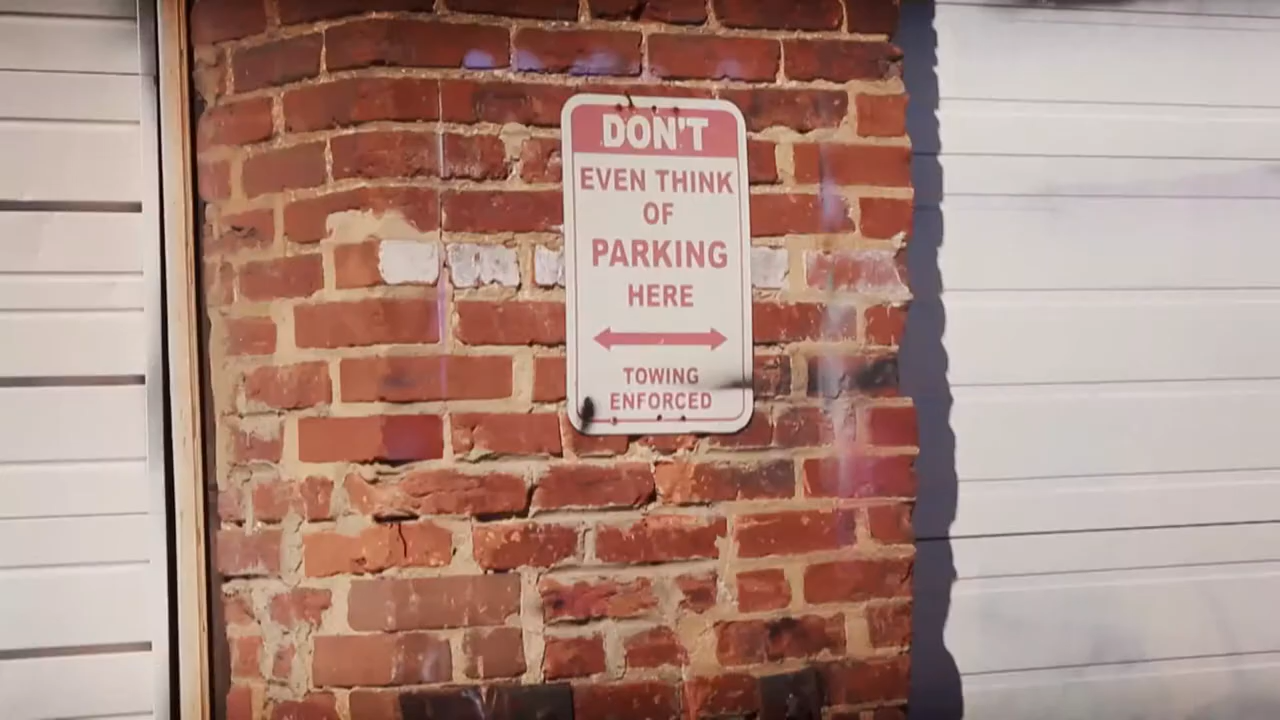 DON'T
EVEN THINK
OF
PARKING
HERE
TOWING
ENFORCED